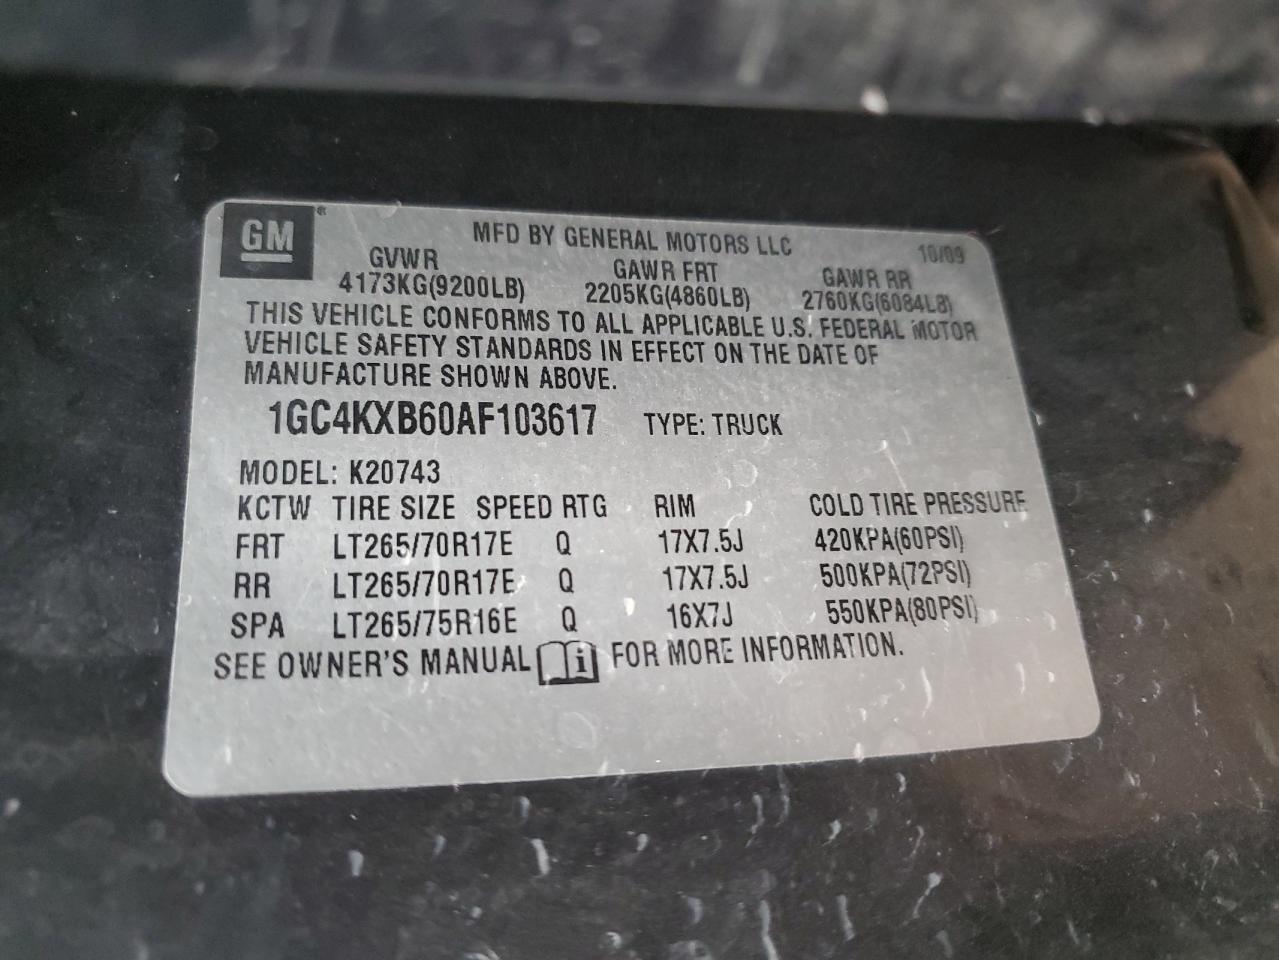 GM®
MFD BY GENERAL MOTORS LLC 10/09
GVWR GAWR FRT GAWR RR
4173KG(9200LB) 2205KG(4860LB) 2760KG(6084LB)
THIS VEHICLE CONFORMS TO ALL APPLICABLE U.S. FEDERAL MOTOR
VEHICLE SAFETY STANDARDS IN EFFECT ON THE DATE OF
MANUFACTURE SHOWN ABOVE.
1GC4KXB60AF103617 TYPE: TRUCK
MODEL: K20743
KCTW TIRE SIZE SPEED RTG RIM COLD TIRE PRESSURE
FRT LT265/70R17E Q 17X7.5J 420KPA(60PSI)
RR LT265/70R17E Q 17X7.5J 500KPA(72PSI)
SPA LT265/75R16E Q 16X7J 550KPA(80PSI)
SEE OWNER'S MANUAL i FOR MORE INFORMATION.